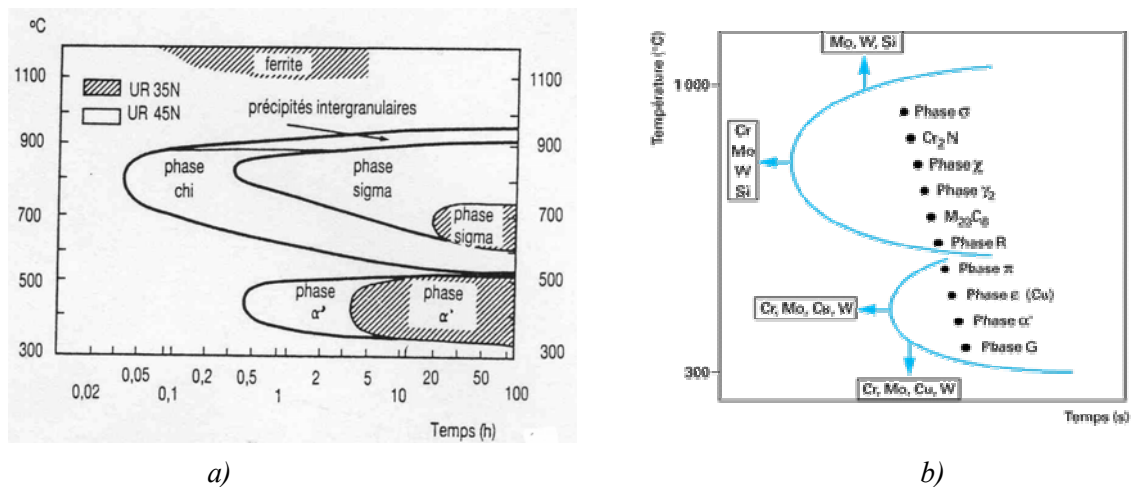 °C
1100
900
700
500
300
UR 35N
UR 45N
ferrite
précipités intergranulaires
phase
chi
phase
sigma
phase
sigma
phase
α'
phase
α'
1100
900
700
500
300
0,05 0,2 0,5 2 5 20 50
0,02 0,1 1 10 100
Temps (h)
a)
Température (°C)
1 000
300
Mo, W, Si
Cr
Mo
W
Si
Phase σ
Cr2N
Phase χ
Phase γ2
M23C6
Phase R
Phase π
Phase ε (Cu)
Phase α'
Phase G
Cr, Mo, Cu, W
Cr, Mo, Cu, W
Temps (s)
b)